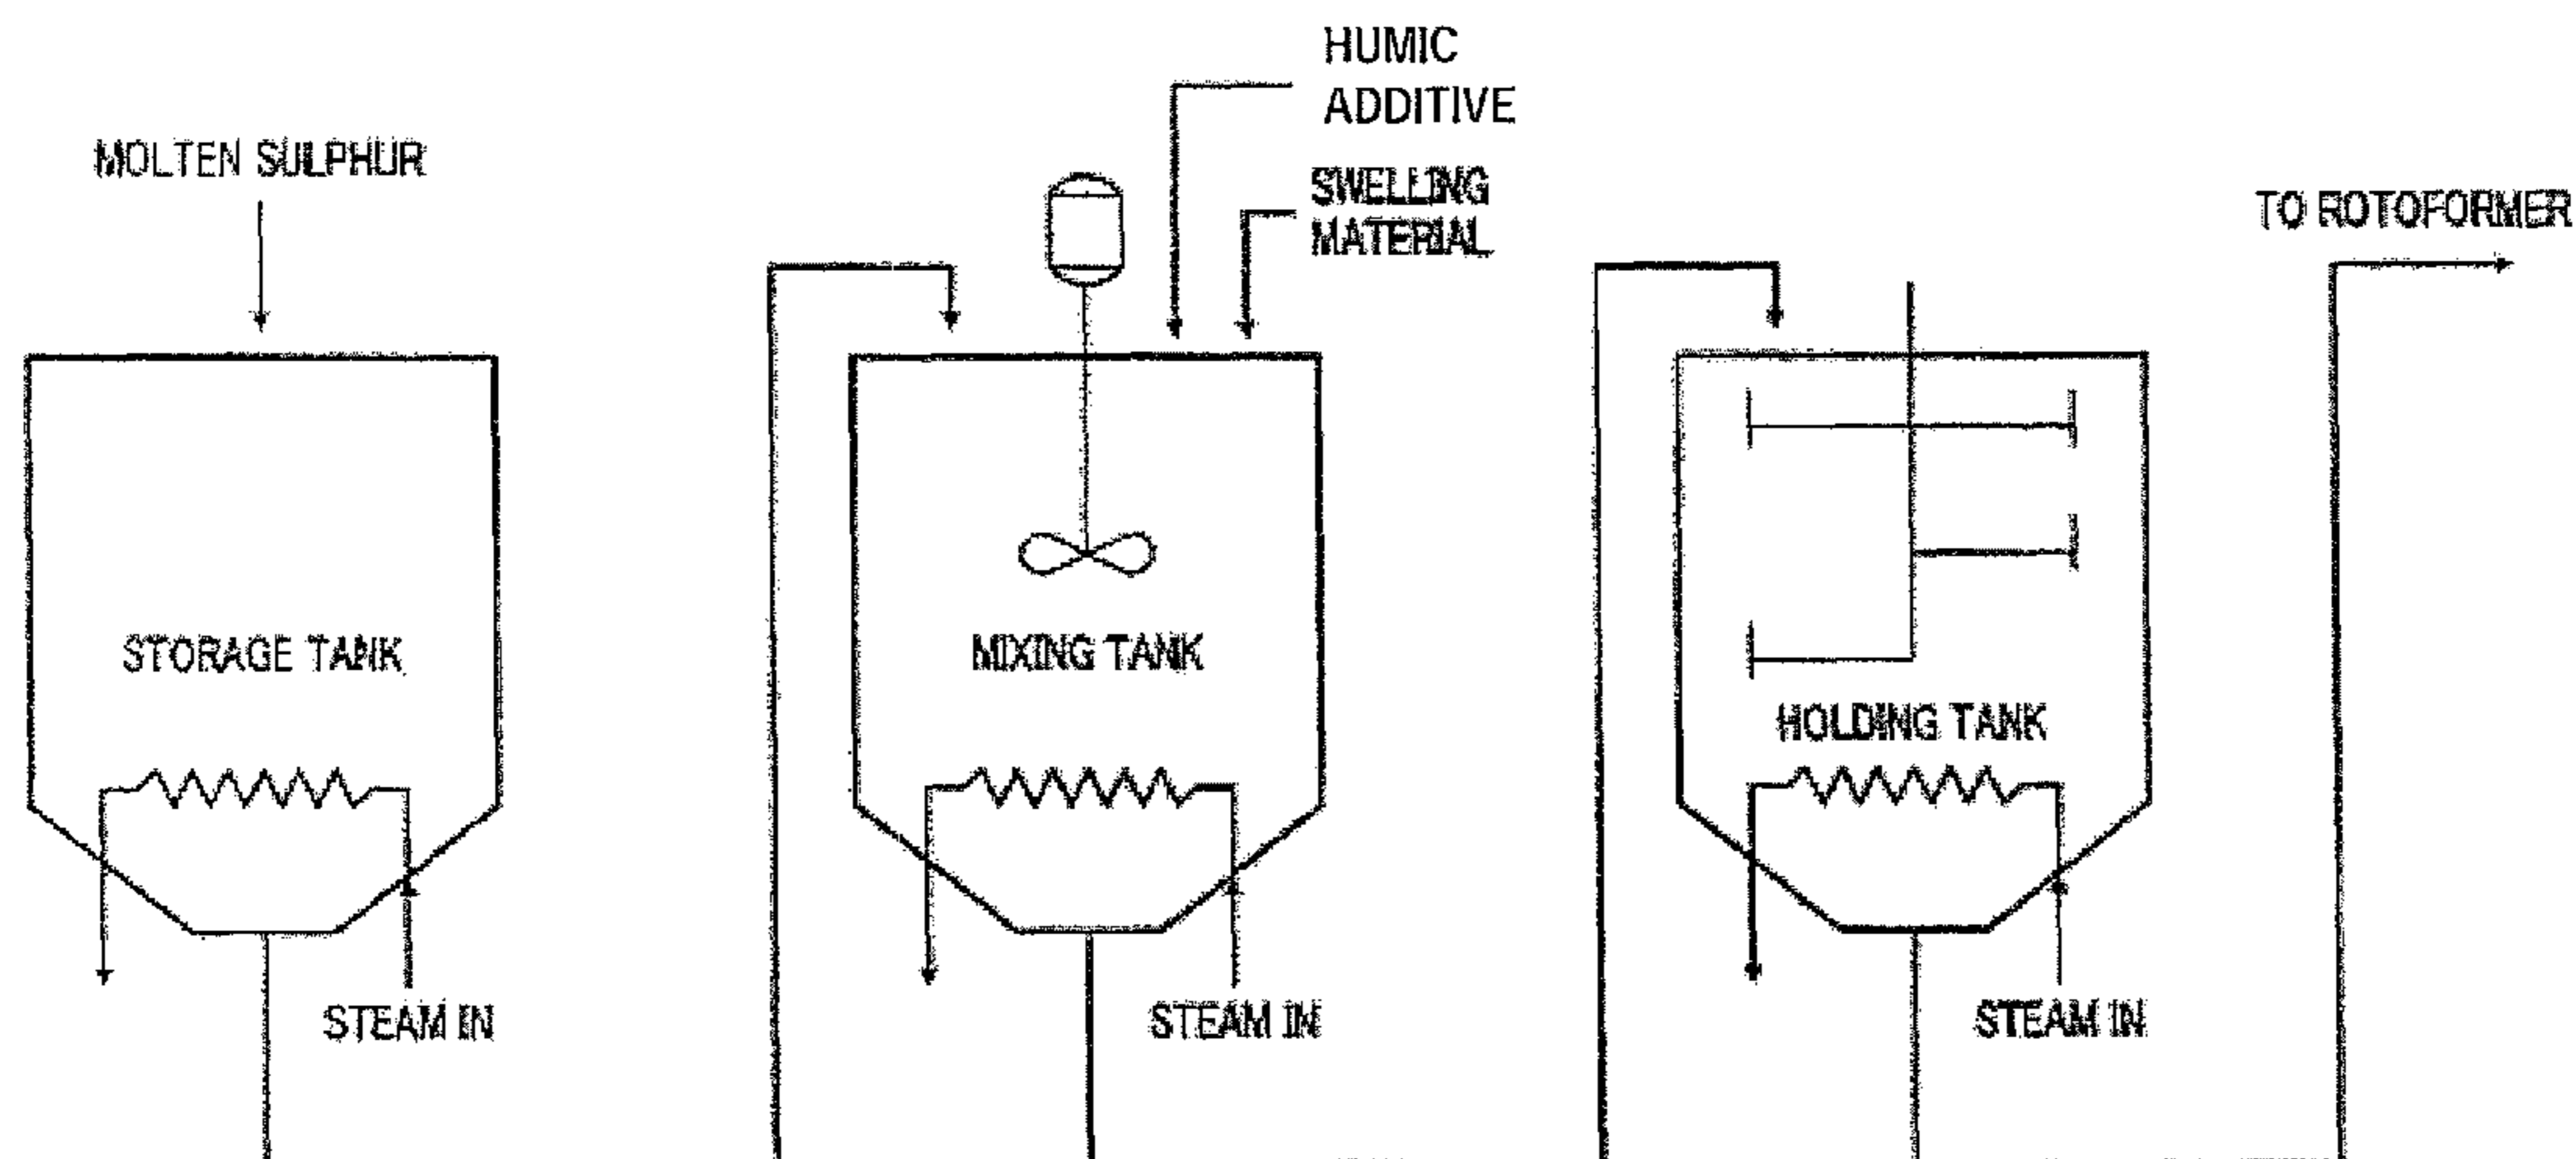 HUMIC
ADDITIVE
MOLTEN SULPHUR
SWELLING
MATERIAL
TO ROTOFORMER
STORAGE TANK
MIXING TANK
HOLDING TANK
STEAM IN
STEAM IN
STEAM IN